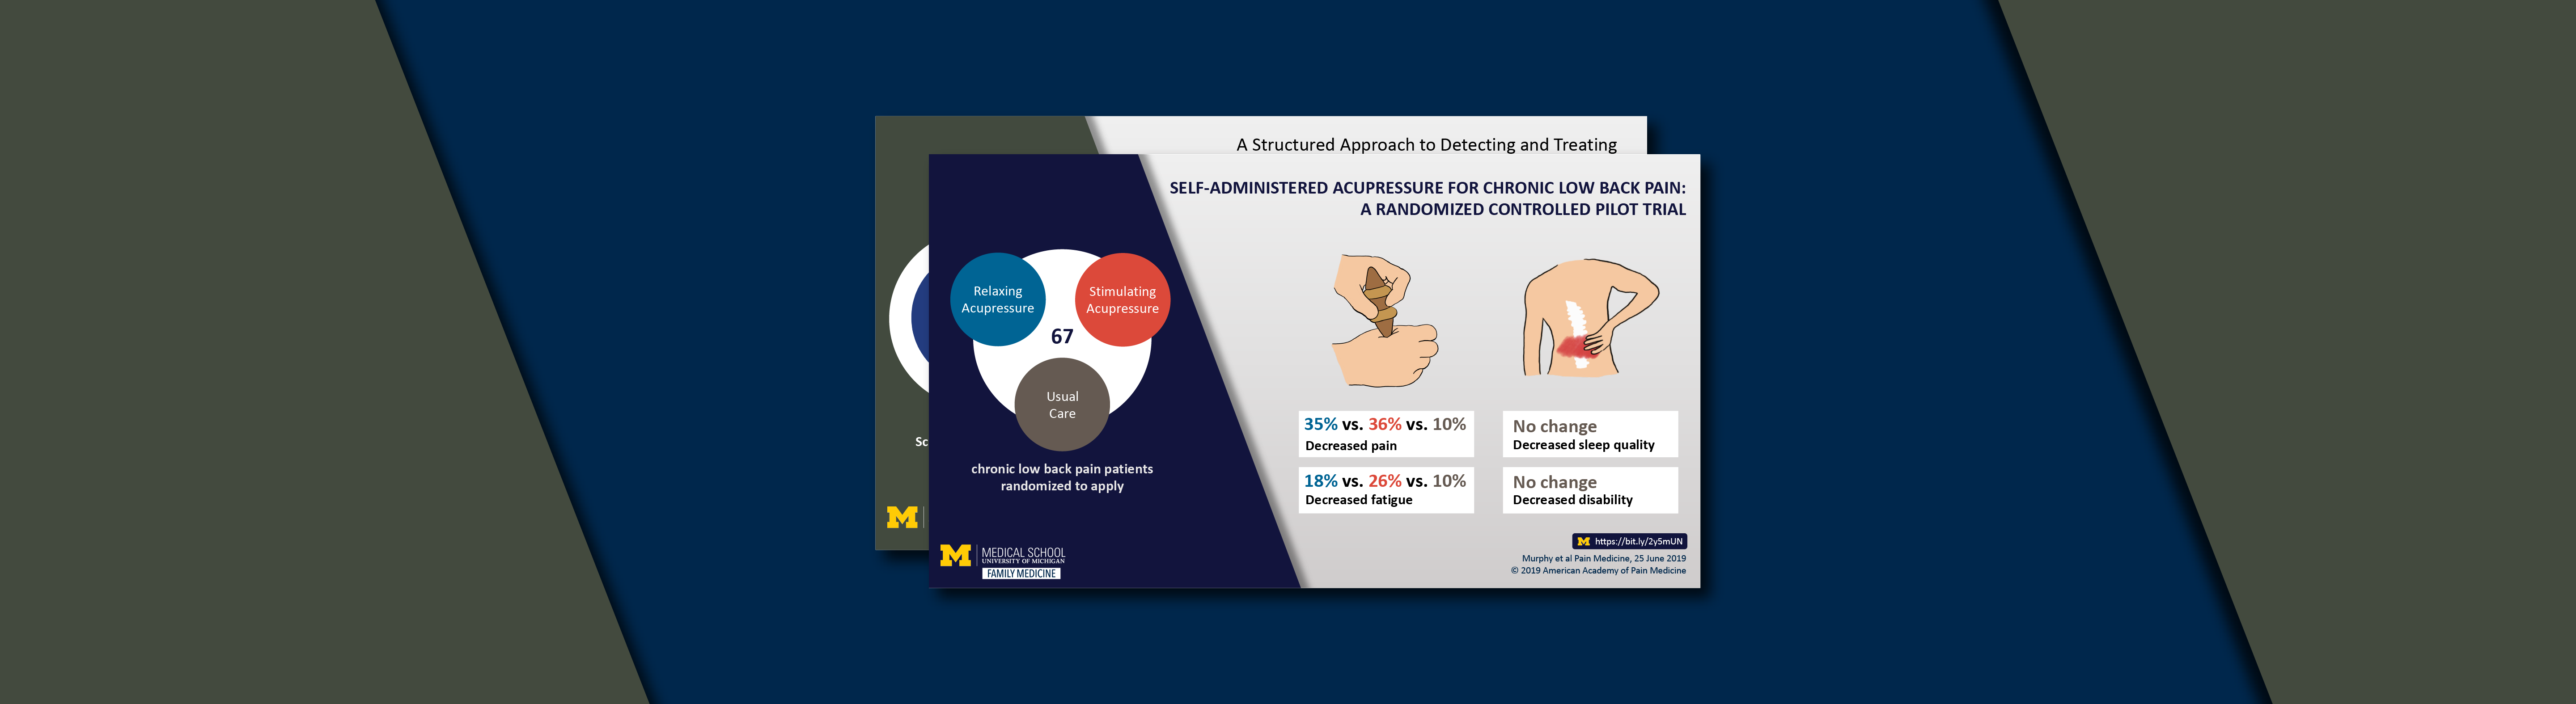 A Structured Approach to Detecting and Treating
SELF-ADMINISTERED ACUPRESSURE FOR CHRONIC LOW BACK PAIN:
A RANDOMIZED CONTROLLED PILOT TRIAL
Relaxing
Acupressure
Stimulating
Acupressure
67
Usual
Care
chronic low back pain patients
randomized to apply
35% vs. 36% vs. 10%
Decreased pain
No change
Decreased sleep quality
18% vs. 26% vs. 10%
Decreased fatigue
No change
Decreased disability
Sc
M
M
MEDICAL SCHOOL
UNIVERSITY OF MICHIGAN
FAMILY MEDICINE
M https://bit.ly/2y5mUN
Murphy et al Pain Medicine, 25 June 2019
© 2019 American Academy of Pain Medicine